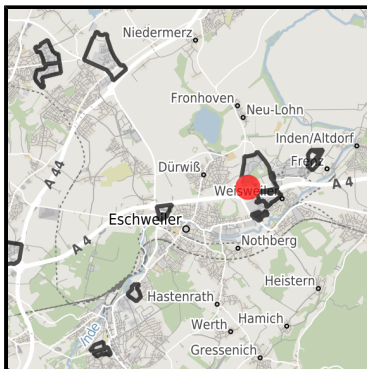 Niedermerz
Fronhoven
Neu-Lohn
Inden/Altdorf
A 44
Dürwiß
Frenz
Weisweiler
A 4
Eschweiler
A 4
Nothberg
Heistern
Hastenrath
Inde
Hamich
Werth
Gressenich